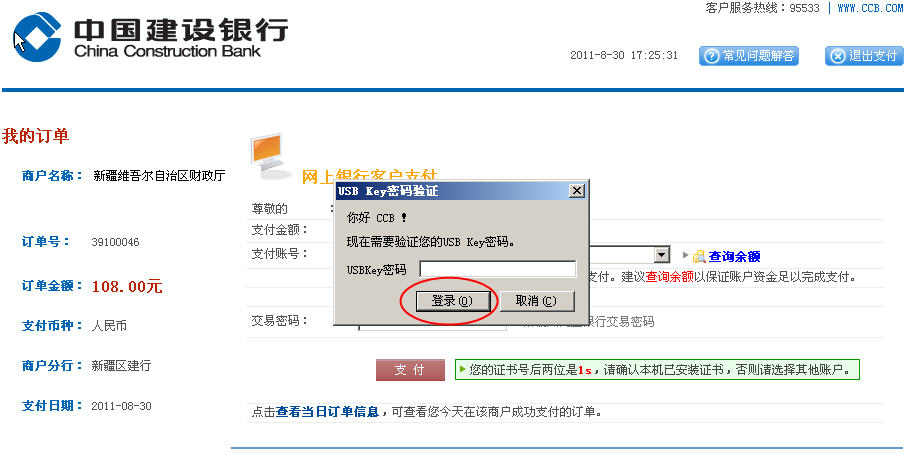 客户服务热线：95533 | WWW.CCB.COM
中国建设银行
China Construction Bank
2011-8-30 17:25:31
常见问题解答
退出支付
我的订单
商户名称： 新疆维吾尔自治区财政厅
订单号： 39100046
订单金额： 108.00元
支付币种： 人民币
商户分行： 新疆区建行
支付日期： 2011-08-30
网上银行客户支付
尊敬的 ：
支付金额：
支付账号：
查询余额
支付。建议查询余额以保证账户资金足以完成支付。
交易密码：
银行交易密码
USB Key密码验证
你好 CCB !
现在需要验证您的USB Key密码。
USBKey密码
登录(O)
取消(C)
支 付
您的证书号后两位是1s，请确认本机已安装证书，否则请选择其他账户。
点击查看当日订单信息，可查看您今天在该商户成功支付的订单。